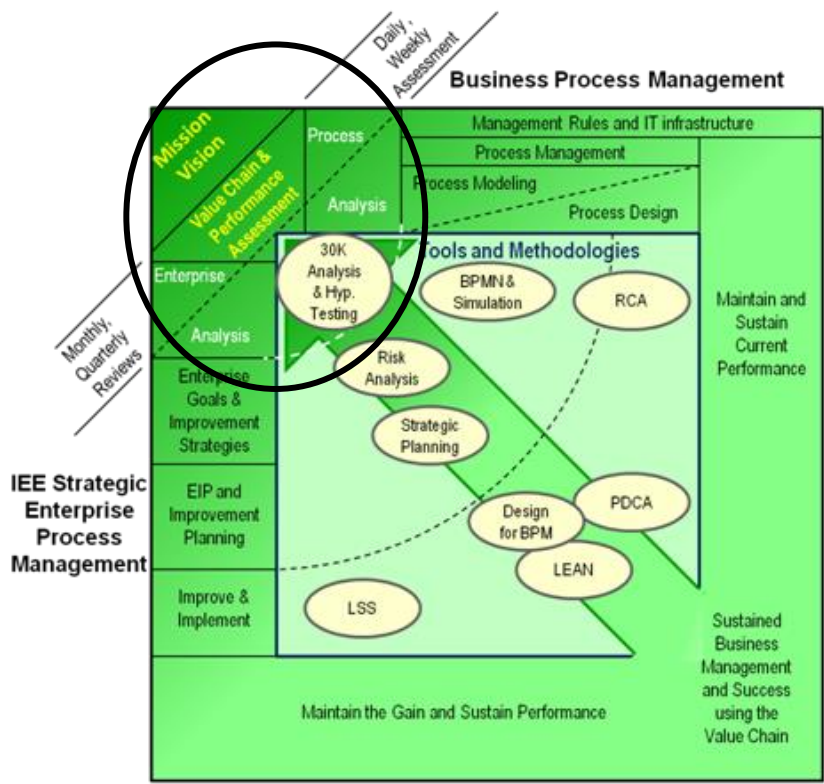 Daily,
Weekly
Assessment
Business Process Management
Mission
Vision
Value Chain &
Performance
Assessment
Process
Analysis
Management Rules and IT infrastructure
Process Management
Process Modeling
Process Design
Enterprise
Analysis
Monthly,
Quarterly
Reviews
Tools and Methodologies
30K
Analysis
& Hyp.
Testing
BPMN &
Simulation
RCA
Maintain and
Sustain
Current
Performance
Risk
Analysis
Enterprise
Goals &
Improvement
Strategies
Strategic
Planning
IEE Strategic
Enterprise
Process
Management
EIP and
Improvement
Planning
Design
for BPM
PDCA
LEAN
Improve &
Implement
LSS
Sustained
Business
Management
and Success
using the
Value Chain
Maintain the Gain and Sustain Performance